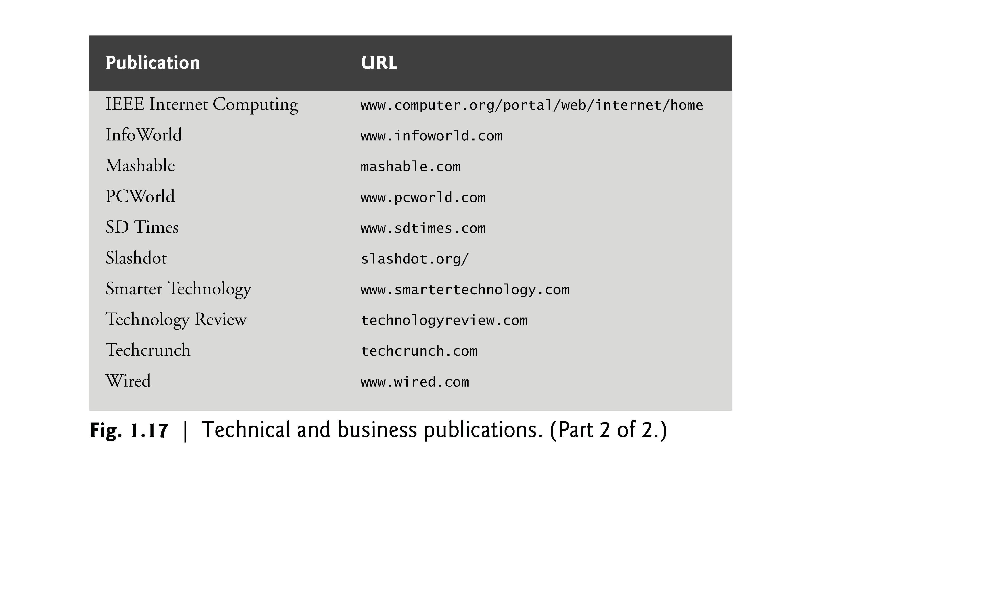 Publication URL
IEEE Internet Computing www.computer.org/portal/web/internet/home
InfoWorld www.infoworld.com
Mashable mashable.com
PCWorld www.pcworld.com
SD Times www.sdtimes.com
Slashdot slashdot.org/
Smarter Technology www.smartertechnology.com
Technology Review technologyreview.com
Techcrunch techcrunch.com
Wired www.wired.com
Fig. 1.17 | Technical and business publications. (Part 2 of 2.)